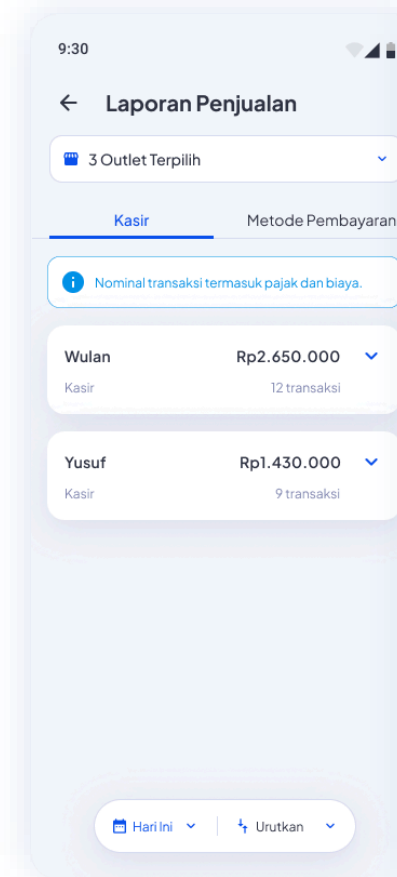 9:30
Laporan Penjualan
3 Outlet Terpilih
Kasir Metode Pembayaran
Nominal transaksi termasuk pajak dan biaya.
Wulan Rp2.650.000
Kasir 12 transaksi
Yusuf Rp1.430.000
Kasir 9 transaksi
Hari Ini Urutkan